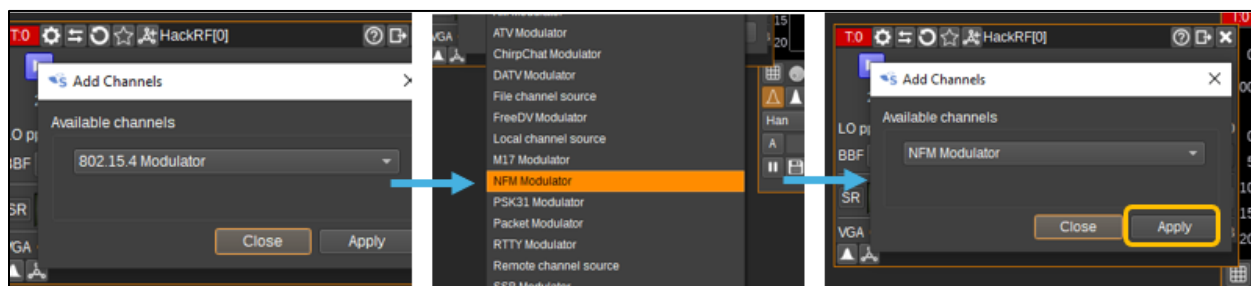 T:0 HackRF[0]
Add Channels
Available channels
LO pp
802.15.4 Modulator
BBF
SR
VGA
Close Apply
VGA
ATV Modulator
ChirpChat Modulator
DATV Modulator
File channel source
FreeDV Modulator
Local channel source
M17 Modulator
NFM Modulator
PSK31 Modulator
Packet Modulator
RTTY Modulator
Remote channel source
15
20
Han
A
T:0 HackRF[0]
Add Channels
Available channels
LO pp
NFM Modulator
BBF
SR
VGA
Close Apply